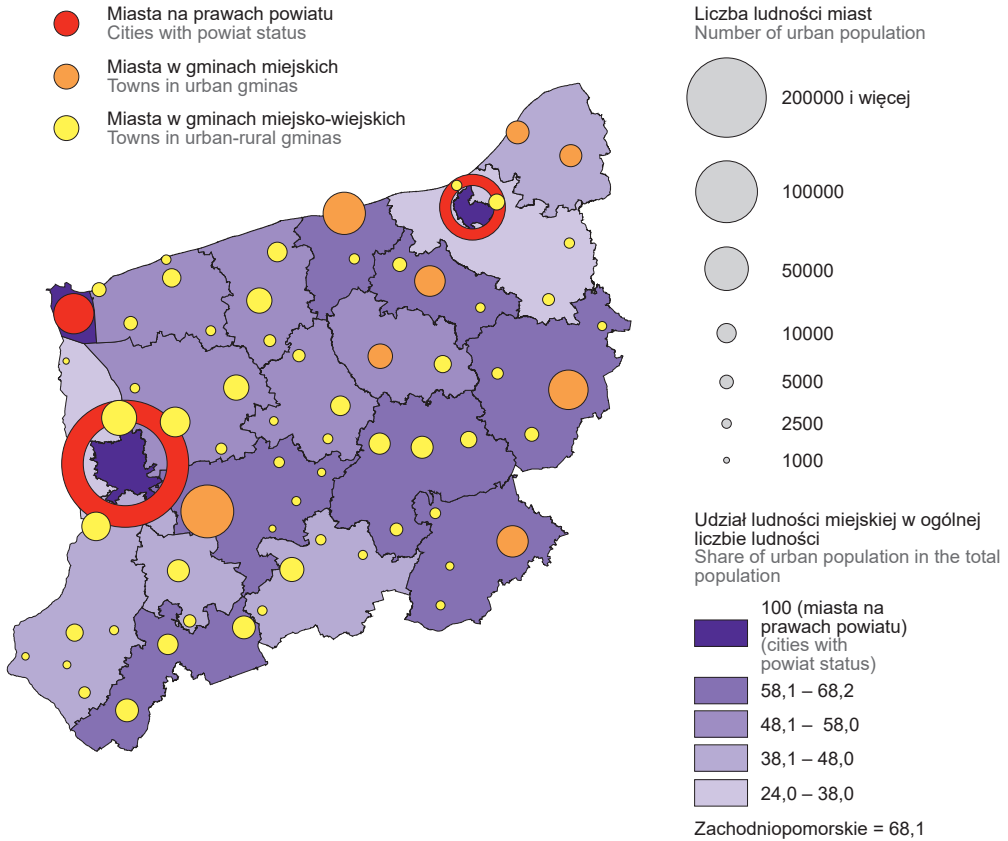 Miasta na prawach powiatu
Cities with powiat status
Miasta w gminach miejskich
Towns in urban gminas
Miasta w gminach miejsko-wiejskich
Towns in urban-rural gminas
Liczba ludności miast
Number of urban population
200000 i więcej
100000
50000
10000
5000
2500
1000
Udział ludności miejskiej w ogólnej
liczbie ludności
Share of urban population in the total
population
100 (miasta na
prawach powiatu)
(cities with
powiat status)
58,1 – 68,2
48,1 – 58,0
38,1 – 48,0
24,0 – 38,0
Zachodniopomorskie = 68,1